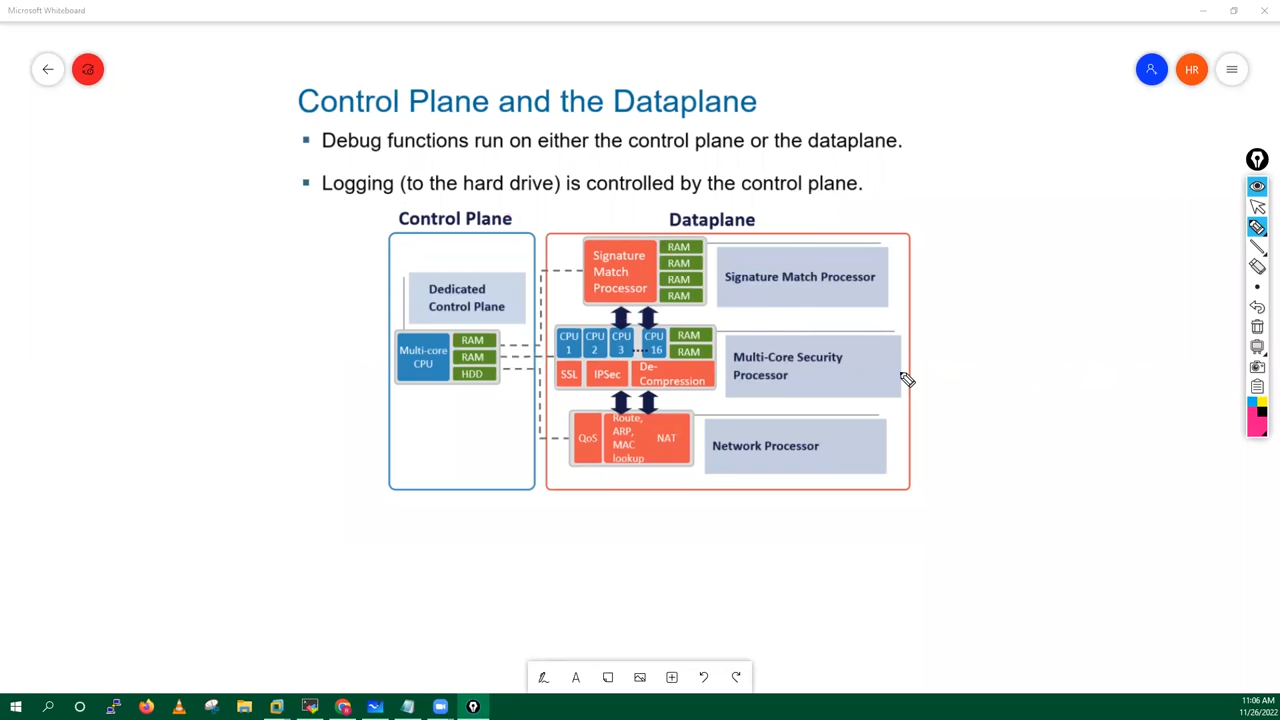 Microsoft Whiteboard
HR
Control Plane and the Dataplane
Debug functions run on either the control plane or the dataplane.
Logging (to the hard drive) is controlled by the control plane.
Control Plane
Dataplane
Dedicated
Control Plane
Multi-core
CPU
RAM
RAM
HDD
Signature
Match
Processor
RAM
RAM
RAM
RAM
Signature Match Processor
CPU
1
CPU
2
CPU
3
CPU
16
RAM
RAM
SSL
IPSec
De-
Compression
Multi-Core Security
Processor
QoS
Route,
ARP,
MAC
lookup
NAT
Network Processor
11:06 AM
11/26/2022